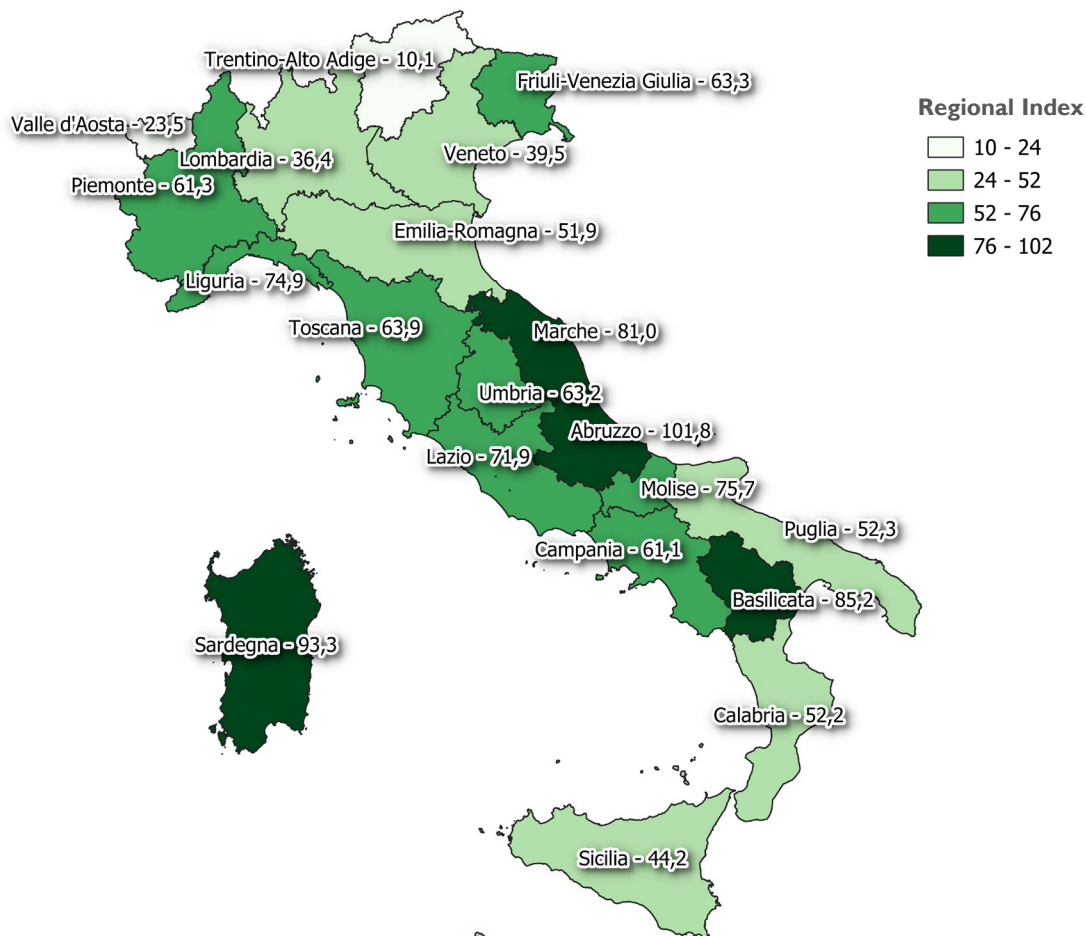 Trentino-Alto Adige - 10,1
Friuli-Venezia Giulia - 63,3
Regional Index
Valle d'Aosta - 23,5
10 - 24
Lombardia - 36,4
Veneto - 39,5
24 - 52
Piemonte - 61,3
52 - 76
Emilia-Romagna - 51,9
76 - 102
Liguria - 74,9
Toscana - 63,9
Marche - 81,0
Umbria - 63,2
Abruzzo - 101,8
Lazio - 71,9
Molise - 75,7
Puglia - 52,3
Campania - 61,1
Basilicata - 85,2
Sardegna - 93,3
Calabria - 52,2
Sicilia - 44,2